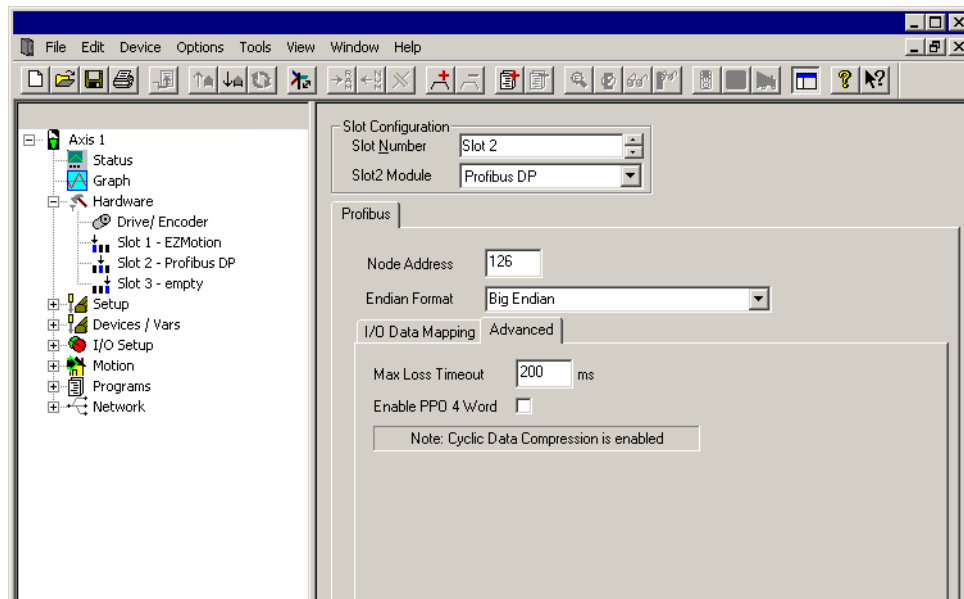 File Edit Device Options Tools View Window Help
Axis 1
Status
Graph
Hardware
Drive/ Encoder
Slot 1 - EZMotion
Slot 2 - Profibus DP
Slot 3 - empty
Setup
Devices / Vars
I/O Setup
Motion
Programs
Network
Slot Configuration
Slot Number Slot 2
Slot2 Module Profibus DP
Profibus
Node Address 126
Endian Format Big Endian
I/O Data Mapping Advanced
Max Loss Timeout 200 ms
Enable PPO 4 Word
Note: Cyclic Data Compression is enabled